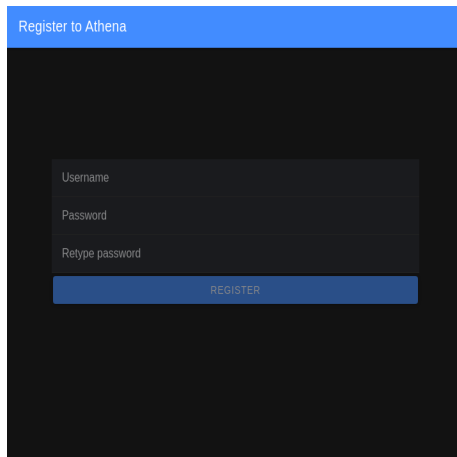 Register to Athena
Username
Password
Retype password
REGISTER